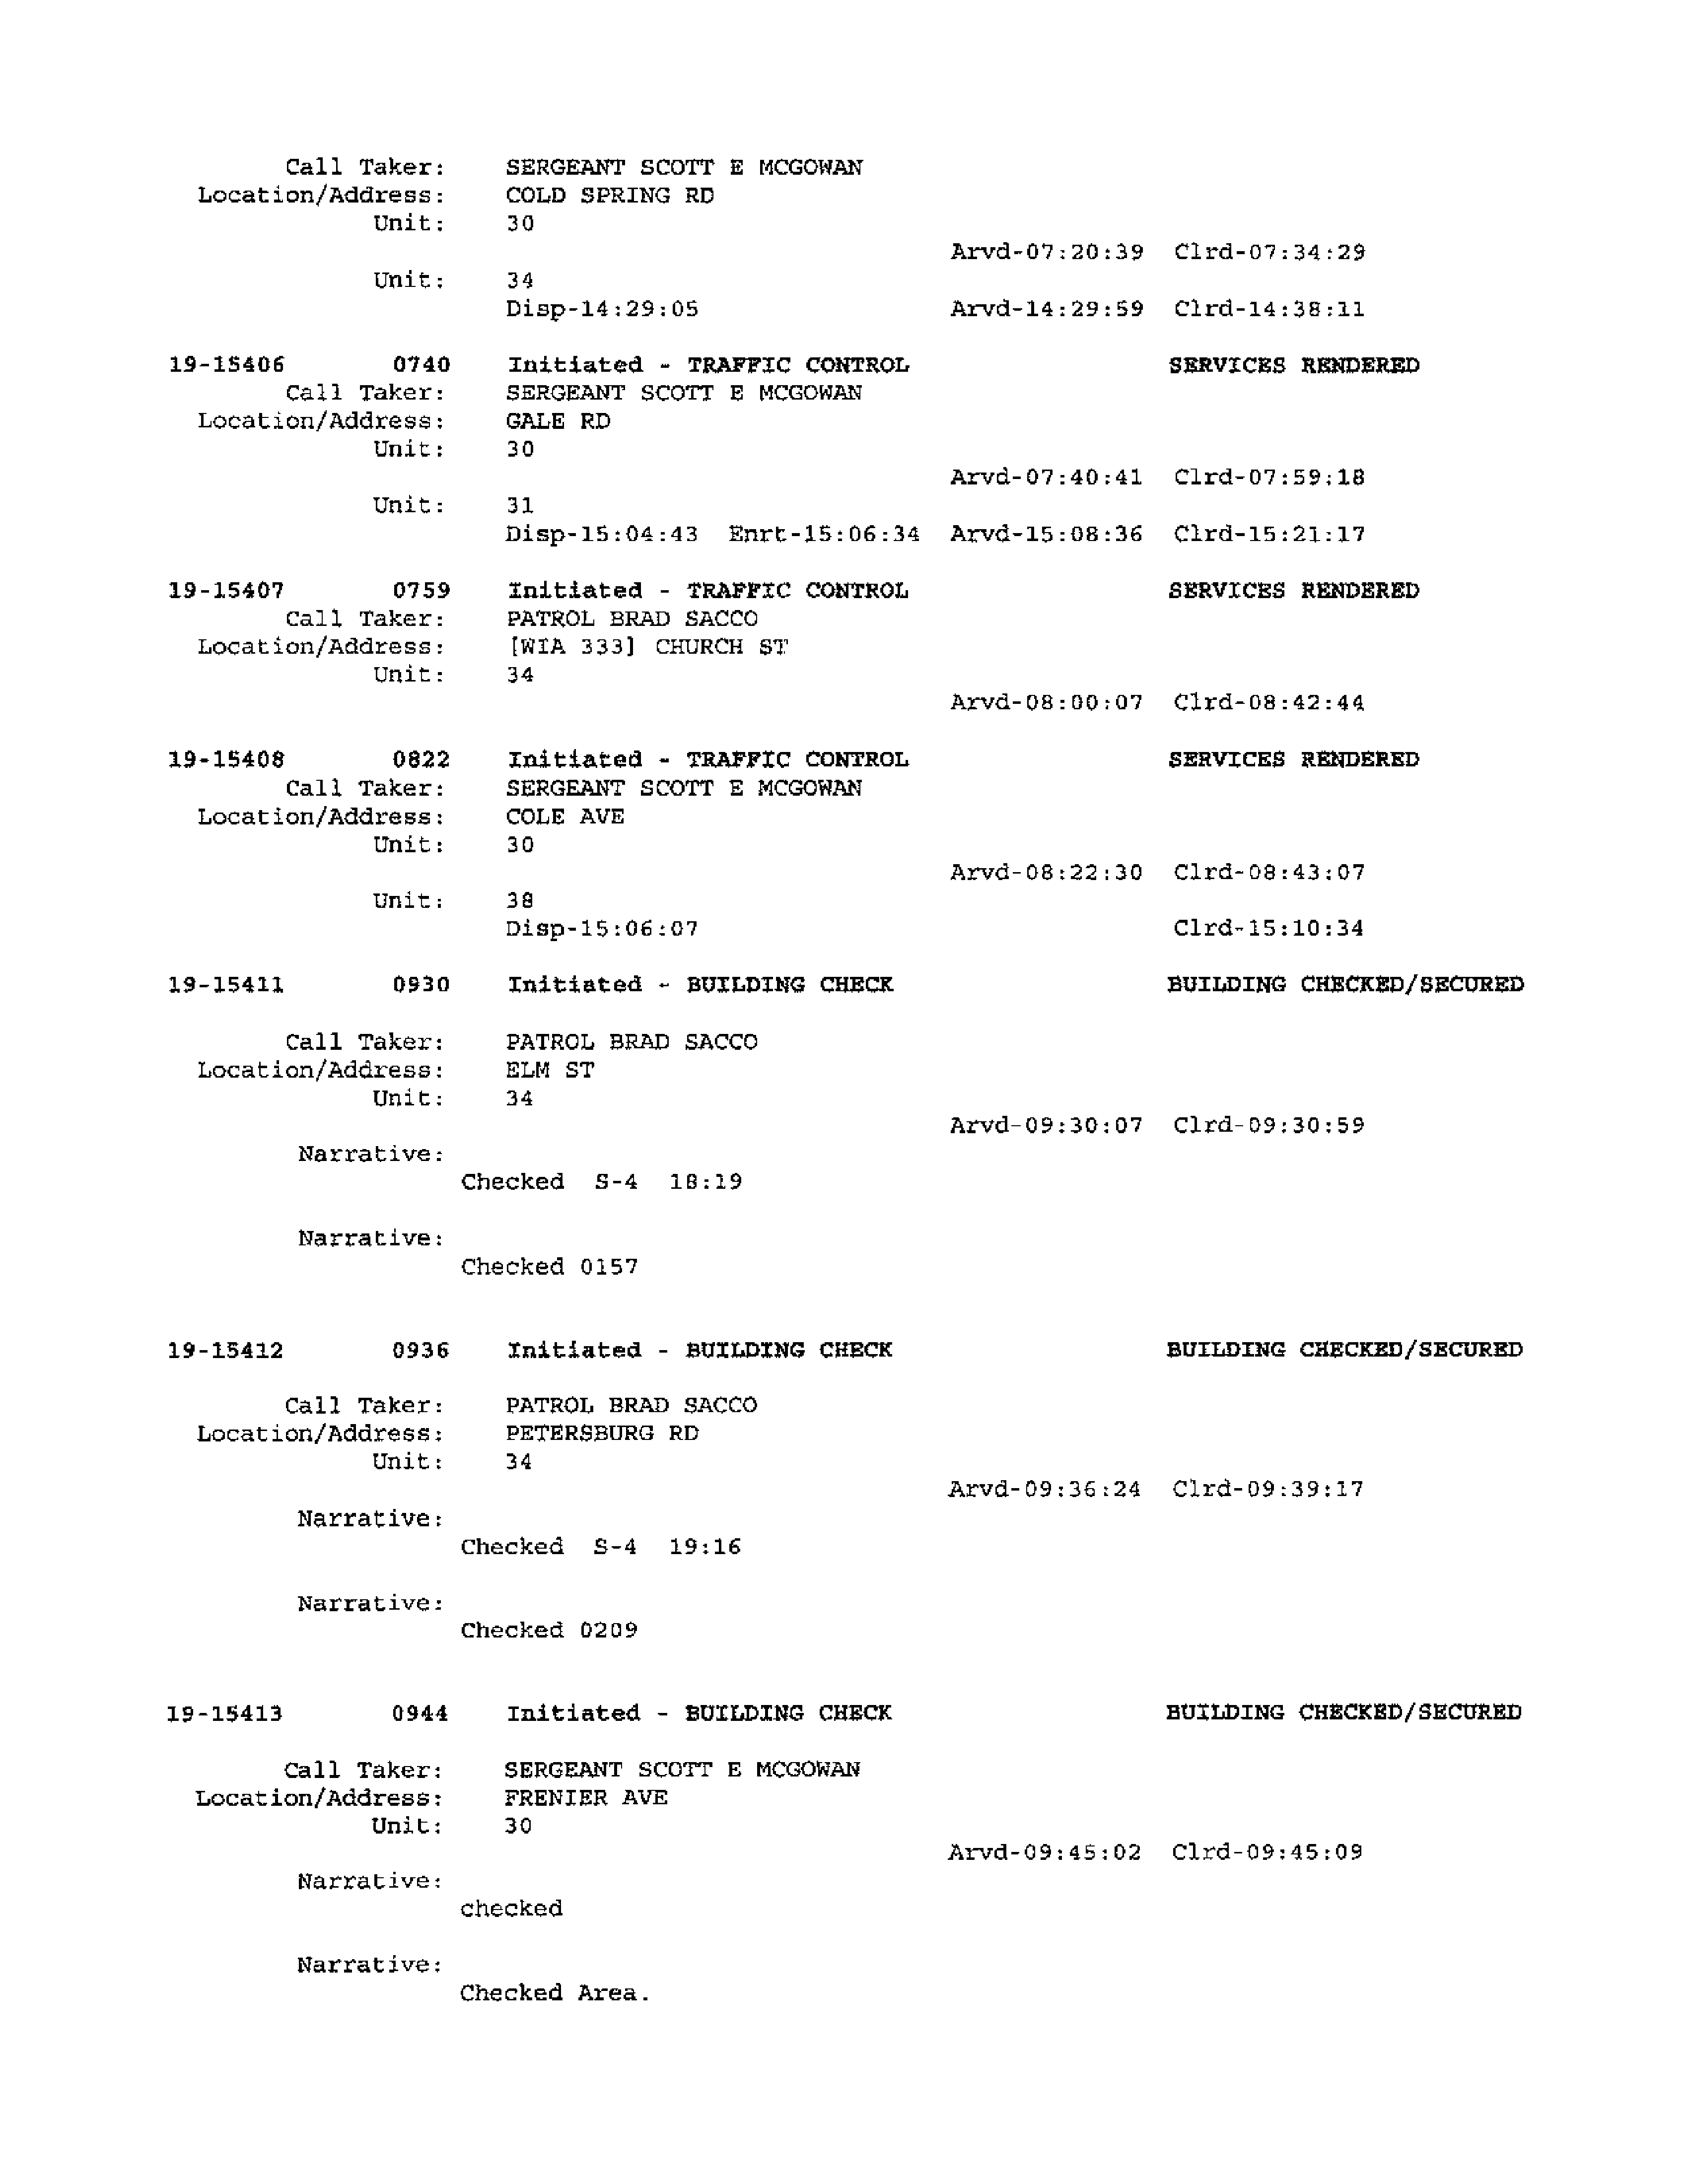 Call Taker: SERGEANT SCOTT E MCGOWAN
Location/Address: COLD SPRING RD
Unit: 30
Arvd-07:20:39 Clrd-07:34:29
Unit: 34
Disp-14:29:05 Arvd-14:29:59 Clrd-14:38:11
19-15406 0740 Initiated - TRAFFIC CONTROL SERVICES RENDERED
Call Taker: SERGEANT SCOTT E MCGOWAN
Location/Address: GALE RD
Unit: 30
Arvd-07:40:41 Clrd-07:59:18
Unit: 31
Disp-15:04:43 Enrt-15:06:34 Arvd-15:08:36 Clrd-15:21:17
19-15407 0759 Initiated - TRAFFIC CONTROL SERVICES RENDERED
Call Taker: PATROL BRAD SACCO
Location/Address: [WIA 333] CHURCH ST
Unit: 34
Arvd-08:00:07 Clrd-08:42:44
19-15408 0822 Initiated - TRAFFIC CONTROL SERVICES RENDERED
Call Taker: SERGEANT SCOTT E MCGOWAN
Location/Address: COLE AVE
Unit: 30
Arvd-08:22:30 Clrd-08:43:07
Unit: 38
Disp-15:06:07 Clrd-15:10:34
19-15411 0930 Initiated - BUILDING CHECK BUILDING CHECKED/SECURED
Call Taker: PATROL BRAD SACCO
Location/Address: ELM ST
Unit: 34
Arvd-09:30:07 Clrd-09:30:59
Narrative:
Checked S-4 18:19
Narrative:
Checked 0157
19-15412 0936 Initiated - BUILDING CHECK BUILDING CHECKED/SECURED
Call Taker: PATROL BRAD SACCO
Location/Address: PETERSBURG RD
Unit: 34
Arvd-09:36:24 Clrd-09:39:17
Narrative:
Checked S-4 19:16
Narrative:
Checked 0209
19-15413 0944 Initiated - BUILDING CHECK BUILDING CHECKED/SECURED
Call Taker: SERGEANT SCOTT E MCGOWAN
Location/Address: FRENIER AVE
Unit: 30
Arvd-09:45:02 Clrd-09:45:09
Narrative:
checked
Narrative:
Checked Area.